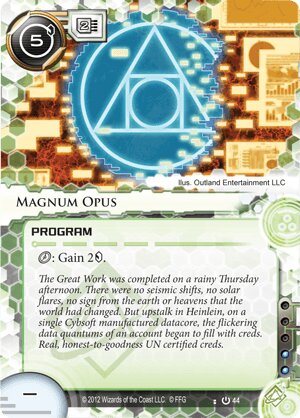 5
Illus. Outland Entertainment LLC
MAGNUM OPUS
PROGRAM
: Gain 2.
The Great Work was completed on a rainy Thursday
afternoon. There were no seismic shifts, no solar
flares, no sign from the earth or heavens that the
world had changed. But upstalk in Heinlein, on a
single Cybsoft manufactured datacore, the flickering
data quantums of an account began to fill with creds.
Real, honest-to-goodness UN certified creds.
–
© 2012 Wizards of the Coast LLC. © FFG
44